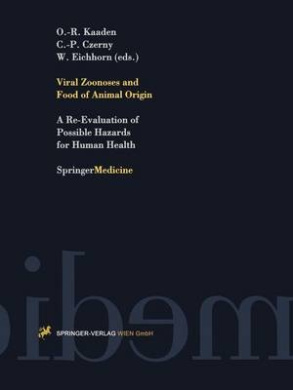 O.-R. Kaaden
C.-P. Czerny
W. Eichhorn (eds.)
Viral Zoonoses and
Food of Animal Origin
A Re-Evaluation of
Possible Hazards
for Human Health
SpringerMedicine
medic
SPRINGER-VERLAG WIEN GMBH